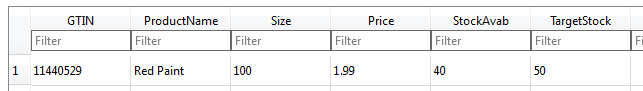 GTIN ProductName Size Price StockAvab TargetStock
Filter Filter Filter Filter Filter Filter
1 11440529 Red Paint 100 1.99 40 50